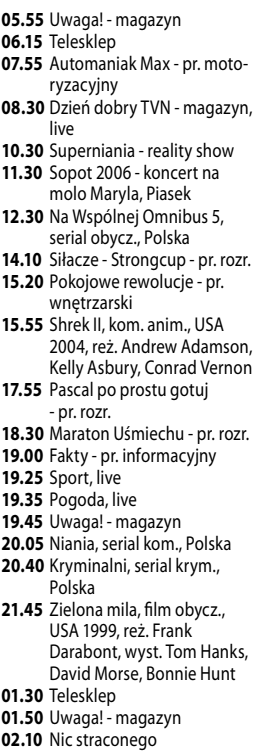 05.55 Uwaga! - magazyn
06.15 Telesklep
07.55 Automaniak Max - pr. moto-
ryzacyjny
08.30 Dzień dobry TVN - magazyn,
live
10.30 Superniania - reality show
11.30 Sopot 2006 - koncert na
molo Maryla, Piasek
12.30 Na Wspólnej Omnibus 5,
serial obycz., Polska
14.10 Siłacze - Strongcup - pr. rozr.
15.20 Pokojowe rewolucje - pr.
wnętrzarski
15.55 Shrek II, kom. anim., USA
2004, reż. Andrew Adamson,
Kelly Asbury, Conrad Vernon
17.55 Pascal po prostu gotuj
- pr. rozr.
18.30 Maraton Uśmiechu - pr. rozr.
19.00 Fakty - pr. informacyjny
19.25 Sport, live
19.35 Pogoda, live
19.45 Uwaga! - magazyn
20.05 Niania, serial kom., Polska
20.40 Kryminalni, serial krym.,
Polska
21.45 Zielona mila, film obycz.,
USA 1999, reż. Frank
Darabont, wyst. Tom Hanks,
David Morse, Bonnie Hunt
01.30 Telesklep
01.50 Uwaga! - magazyn
02.10 Nic straconego